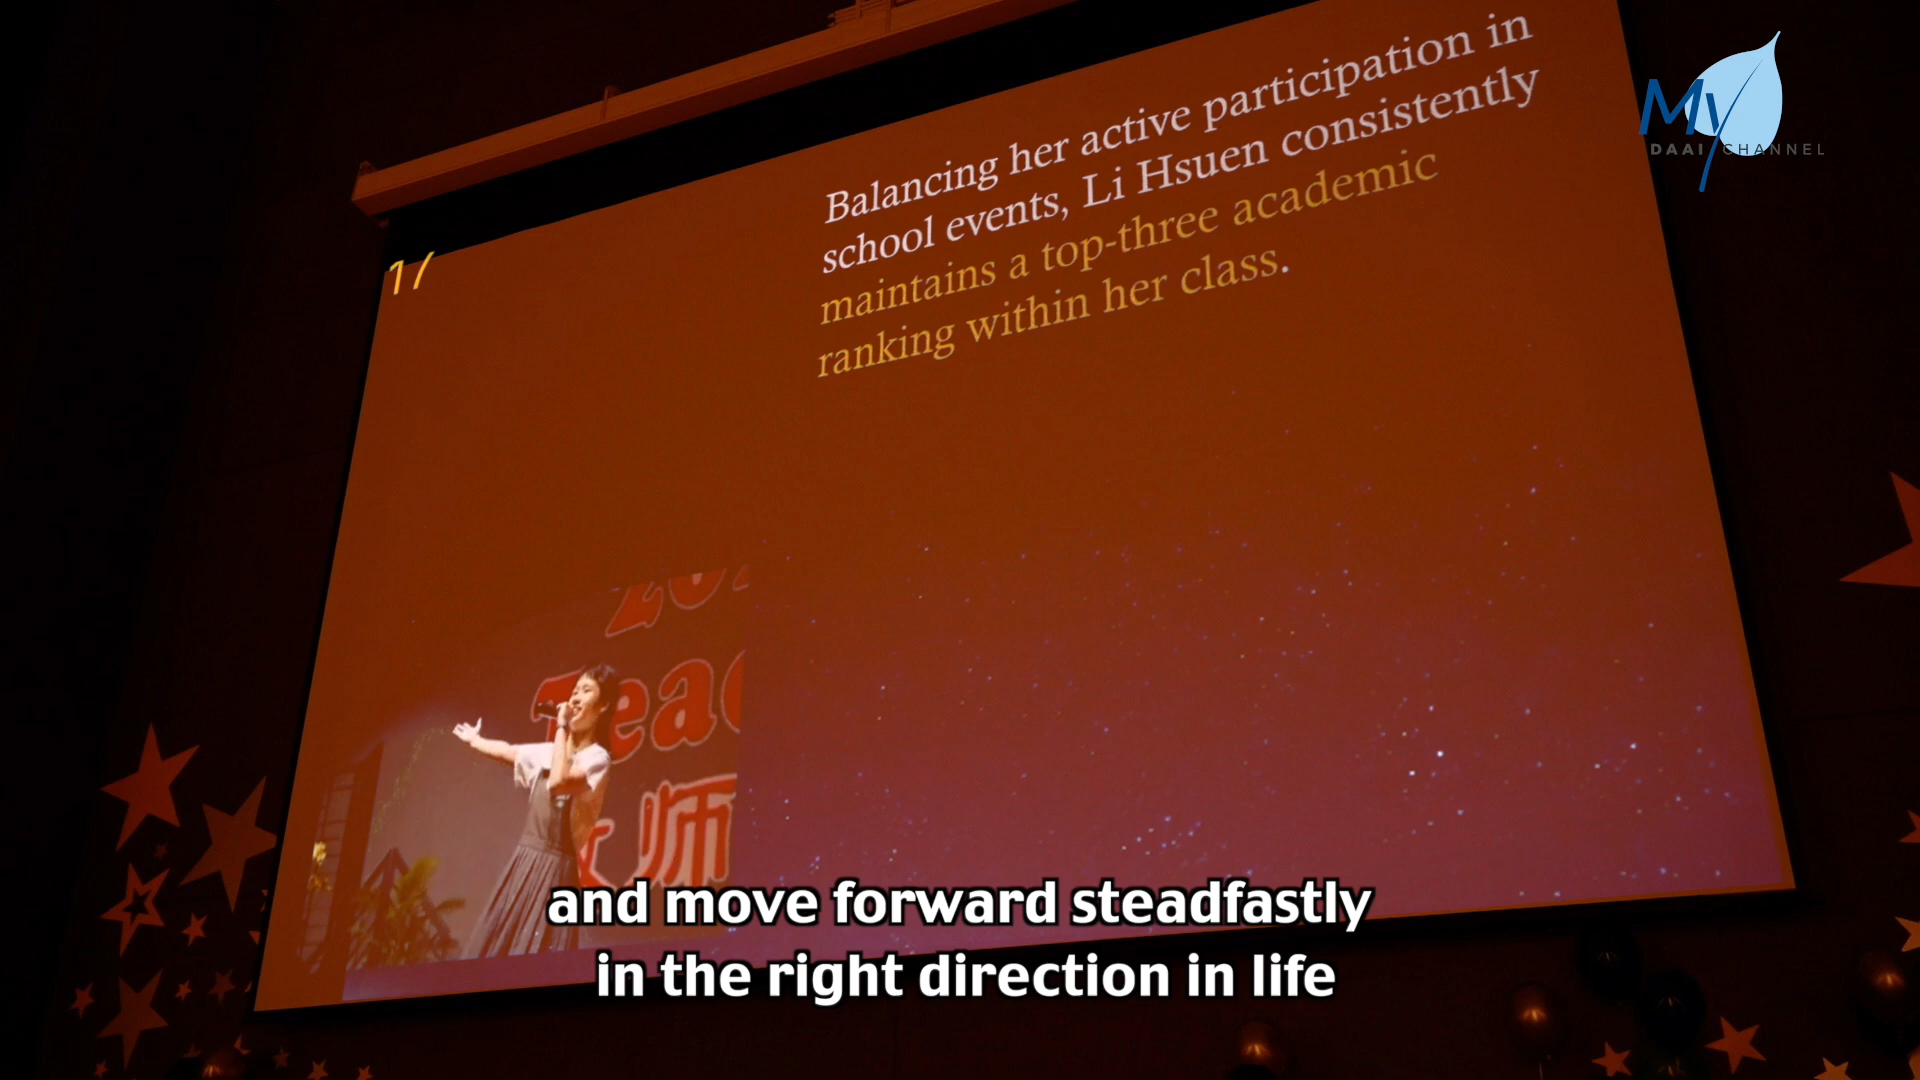 Balancing her active participation in
school events, Li Hsuen consistently
maintains a top-three academic
ranking within her class.
My
DAAI CHANNEL
17
Teac
师
and move forward steadfastly
in the right direction in life